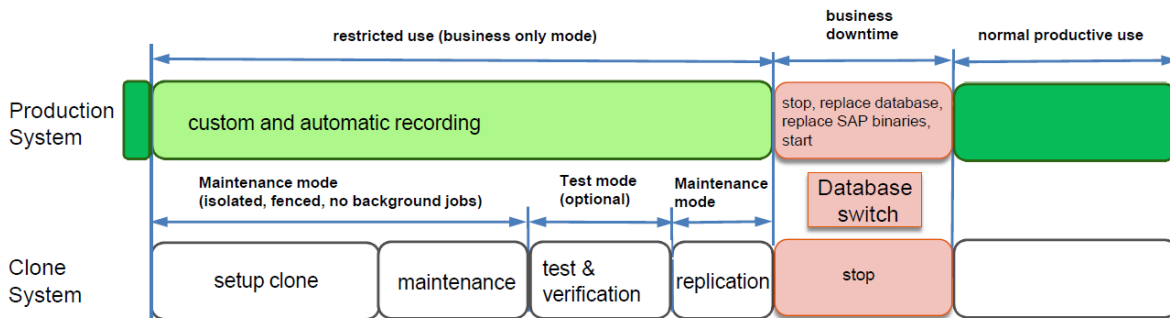 restricted use (business only mode)
business
downtime
normal productive use
Production
System
custom and automatic recording
stop, replace database,
replace SAP binaries,
start
Maintenance mode
(isolated, fenced, no background jobs)
Test mode
(optional)
Maintenance
mode
Database
switch
Clone
System
setup clone
maintenance
test &
verification
replication
stop